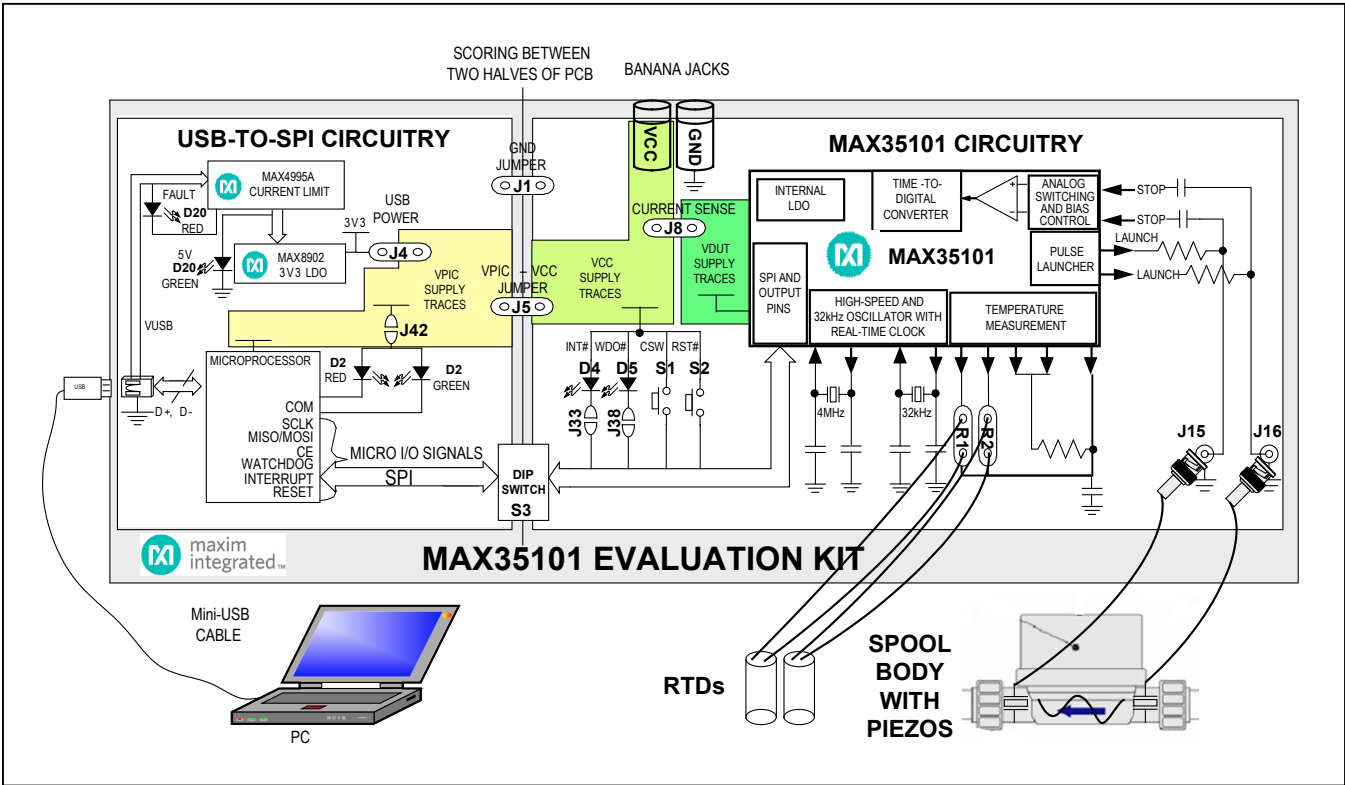 SCORING BETWEEN
TWO HALVES OF PCB
BANANA JACKS
USB-TO-SPI CIRCUITRY
MAX4995A
CURRENT LIMIT
FAULT
D20
RED
5V
D20
GREEN
MAX8902
3V3 LDO
3V3
USB
POWER
J4
VPIC
SUPPLY
TRACES
J42
VUSB
MICROPROCESSOR
D2
RED
D2
GREEN
USB
D+, D-
COM
SCLK
MISO/MOSI
CE
WATCHDOG
INTERRUPT
RESET
MICRO I/O SIGNALS
SPI
GND
JUMPER
J1
VPIC - VCC
JUMPER
J5
DIP
SWITCH
S3
VCC
GND
CURRENT SENSE
J8
VCC
SUPPLY
TRACES
VDUT
SUPPLY
TRACES
INT#
WDO#
CSW
RST#
D4
D5
S1
S2
J33
J38
MAX35101 CIRCUITRY
INTERNAL
LDO
TIME -TO-
DIGITAL
CONVERTER
ANALOG
SWITCHING
AND BIAS
CONTROL
MAX35101
PULSE
LAUNCHER
SPI AND
OUTPUT
PINS
HIGH-SPEED AND
32kHz OSCILLATOR WITH
REAL-TIME CLOCK
TEMPERATURE
MEASUREMENT
STOP
STOP
LAUNCH
LAUNCH
4MHz
32kHz
R1
R2
J15
J16
maxim
integrated™
MAX35101 EVALUATION KIT
Mini-USB
CABLE
PC
RTDs
SPOOL
BODY
WITH
PIEZOS